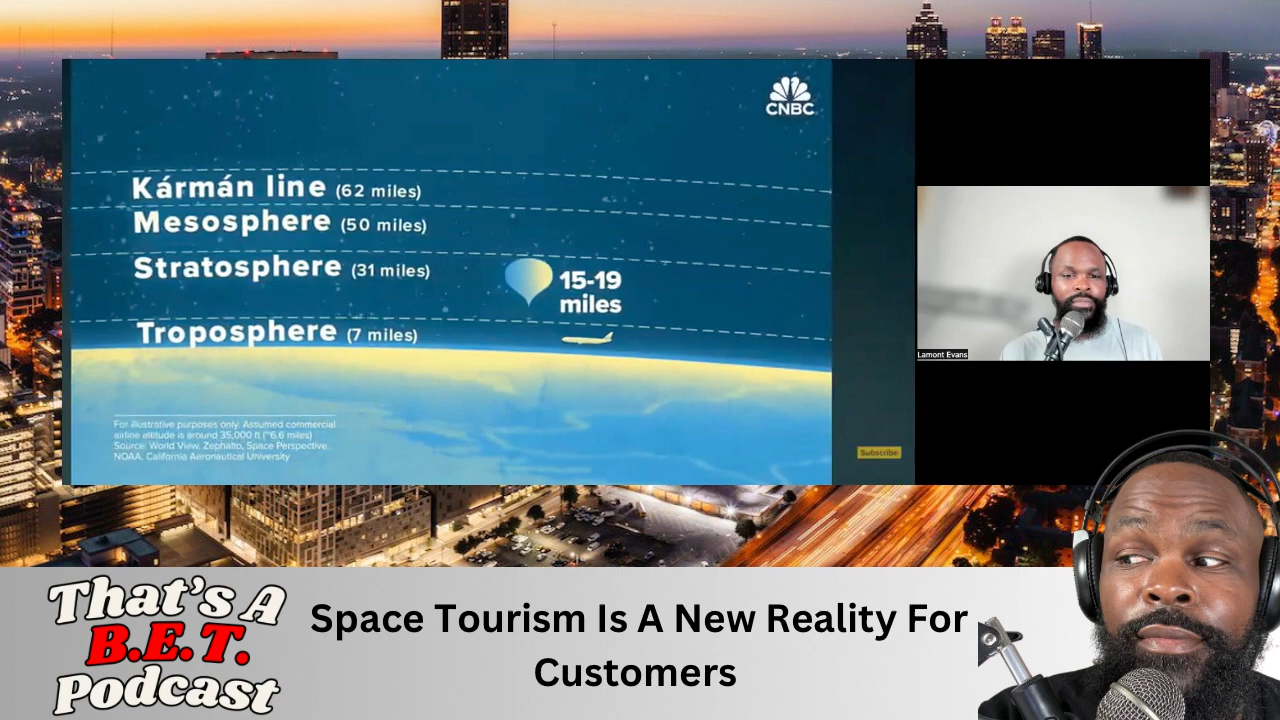 CNBC
Kármán line (62 miles)
Mesosphere (50 miles)
Stratosphere (31 miles)
15-19
miles
Troposphere (7 miles)
For illustrative purposes only. Assumed commercial
airline altitude is around 35,000 ft (~6.6 miles)
Source: World View, Zephalto, Space Perspective,
NOAA, California Aeronautical University
Subscribe
Lamont Evans
That's A
B.E.T.
Podcast
Space Tourism Is A New Reality For
Customers